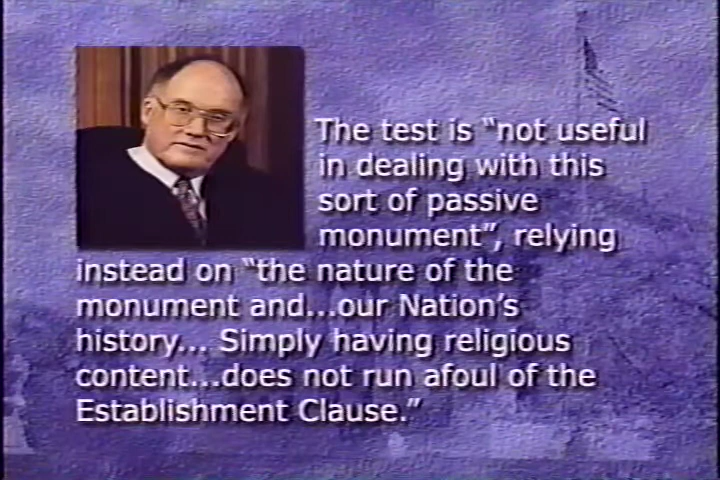 The test is “not useful
in dealing with this
sort of passive
monument”, relying
instead on “the nature of the
monument and...our Nation’s
history... Simply having religious
content...does not run afoul of the
Establishment Clause.”